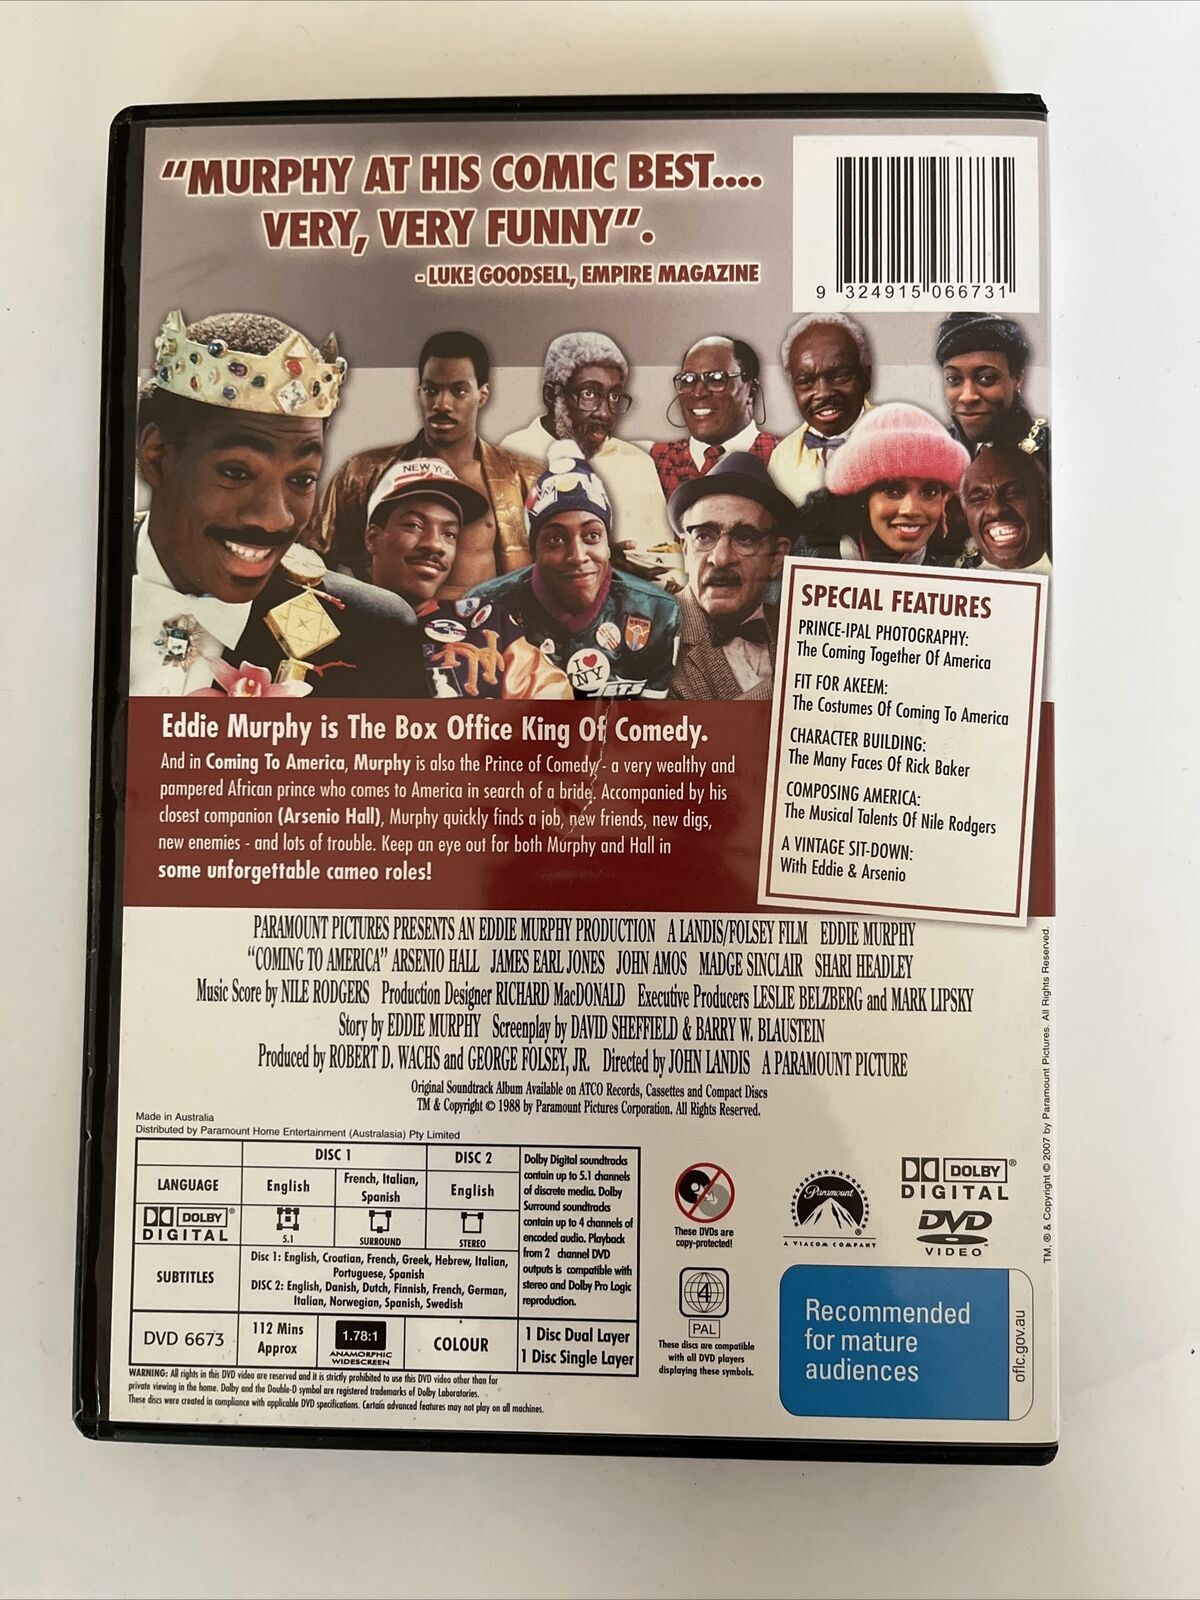 “MURPHY AT HIS COMIC BEST....
VERY, VERY FUNNY”.
- LUKE GOODSELL, EMPIRE MAGAZINE
9 324915 066731
NEW YO
I ♥ NY
JETS
SPECIAL FEATURES
PRINCE-IPAL PHOTOGRAPHY:
The Coming Together Of America
FIT FOR AKEEM:
The Costumes Of Coming To America
CHARACTER BUILDING:
The Many Faces Of Rick Baker
COMPOSING AMERICA:
The Musical Talents Of Nile Rodgers
A VINTAGE SIT-DOWN:
With Eddie & Arsenio
Eddie Murphy is The Box Office King Of Comedy.
And in Coming To America, Murphy is also the Prince of Comedy - a very wealthy and
pampered African prince who comes to America in search of a bride. Accompanied by his
closest companion (Arsenio Hall), Murphy quickly finds a job, new friends, new digs,
new enemies - and lots of trouble. Keep an eye out for both Murphy and Hall in
some unforgettable cameo roles!
PARAMOUNT PICTURES PRESENTS AN EDDIE MURPHY PRODUCTION A LANDIS/FOLSEY FILM EDDIE MURPHY
“COMING TO AMERICA” ARSENIO HALL JAMES EARL JONES JOHN AMOS MADGE SINCLAIR SHARI HEADLEY
Music Score by NILE RODGERS Production Designer RICHARD MacDONALD Executive Producers LESLIE BELZBERG and MARK LIPSKY
Story by EDDIE MURPHY Screenplay by DAVID SHEFFIELD & BARRY W. BLAUSTEIN
Produced by ROBERT D. WACHS and GEORGE FOLSEY, JR. Directed by JOHN LANDIS A PARAMOUNT PICTURE
Original Soundtrack Album Available on ATCO Records, Cassettes and Compact Discs
TM & Copyright © 1988 by Paramount Pictures Corporation. All Rights Reserved.
Made in Australia
Distributed by Paramount Home Entertainment (Australasia) Pty Limited
DISC 1 DISC 2
LANGUAGE English French, Italian, Spanish English
DOLBY® DIGITAL 5.1 SURROUND STEREO
SUBTITLES
Disc 1: English, Croatian, French, Greek, Hebrew, Italian,
Portuguese, Spanish
DISC 2: English, Danish, Dutch, Finnish, French, German,
Italian, Norwegian, Spanish, Swedish
DVD 6673 112 Mins Approx 1.78:1 ANAMORPHIC WIDESCREEN COLOUR 1 Disc Dual Layer
1 Disc Single Layer
Dolby Digital soundtracks
contain up to 5.1 channels
of discrete media. Dolby
Surround soundtracks
contain up to 4 channels of
encoded audio. Playback
from 2 channel DVD
outputs is compatible with
stereo and Dolby Pro Logic
reproduction.
WARNING: All rights in this DVD video are reserved and it is strictly prohibited to use this DVD video other than for
private viewing in the home. Dolby and the Double-D symbol are registered trademarks of Dolby Laboratories.
These discs were created in compliance with applicable DVD specifications. Certain advanced features may not play on all machines.
These DVDs are
copy-protected!
4
PAL
These discs are compatible
with all DVD players
displaying these symbols.
Paramount®
A VIACOM COMPANY
DOLBY®
DIGITAL
DVD
VIDEO™
Recommended
for mature
audiences
oflc.gov.au
TM, ® & Copyright © 2007 by Paramount Pictures. All Rights Reserved.